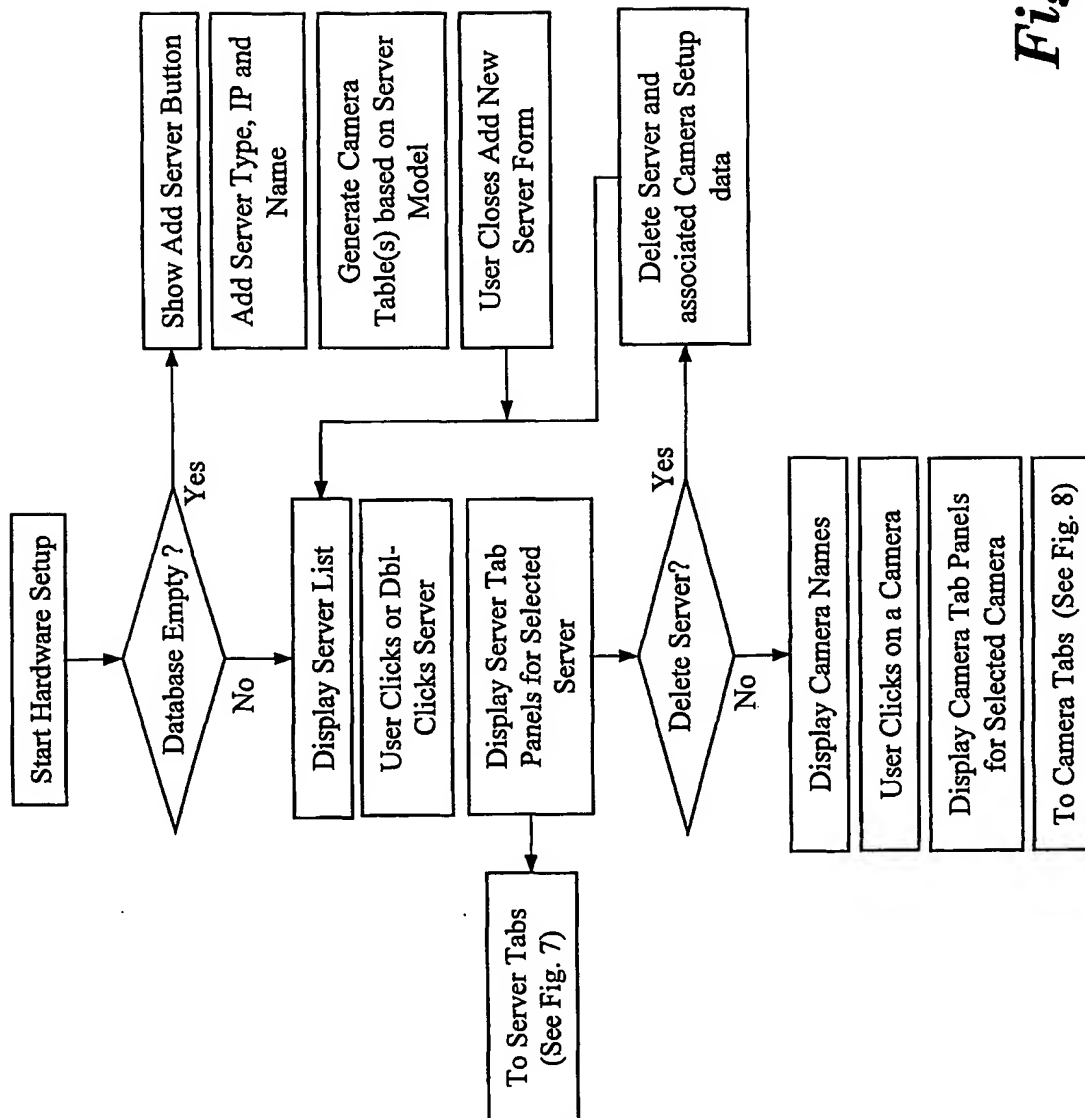 Start Hardware Setup
Database Empty ?
Yes
No
Show Add Server Button
Add Server Type, IP and
Name
Generate Camera
Table(s) based on Server
Model
User Closes Add New
Server Form
Display Server List
User Clicks or Dbl-
Clicks Server
Display Server Tab
Panels for Selected
Server
To Server Tabs
(See Fig. 7)
Delete Server?
Yes
No
Delete Server and
associated Camera Setup
data
Display Camera Names
User Clicks on a Camera
Display Camera Tab Panels
for Selected Camera
To Camera Tabs (See Fig. 8)